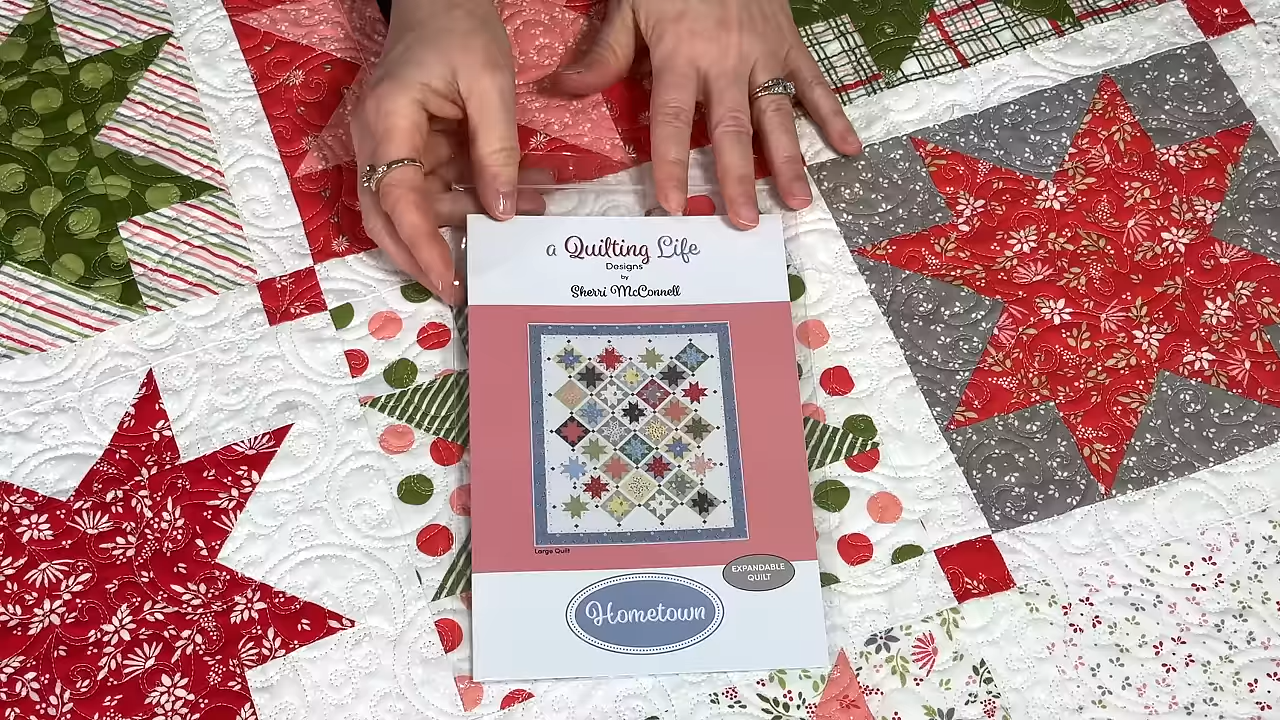 a Quilting Life
Designs
by
Sherri McConnell
Large Quilt
EXPANDABLE
QUILT
Hometown